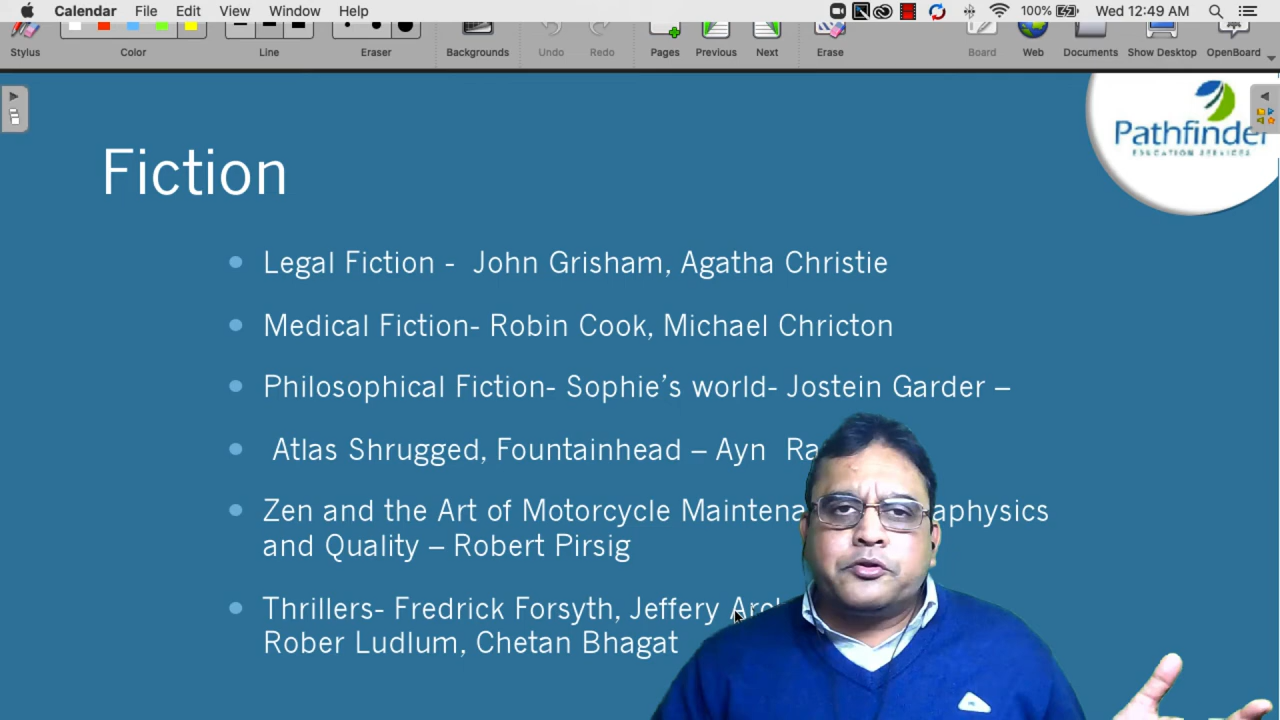 Calendar File Edit View Window Help 100% Wed 12:49 AM
Stylus Color Line Eraser Backgrounds Undo Redo Pages Previous Next Erase Board Web Documents Show Desktop OpenBoard
Pathfinder
EDUCATION SERVICES
Fiction
Legal Fiction - John Grisham, Agatha Christie
Medical Fiction- Robin Cook, Michael Chricton
Philosophical Fiction- Sophie's world- Jostein Garder –
Atlas Shrugged, Fountainhead – Ayn
Zen and the Art of Motorcycle
and Quality – Robert Pirsig
Thrillers- Fredrick Forsyth, Jeffery
Rober Ludlum, Chetan Bhagat